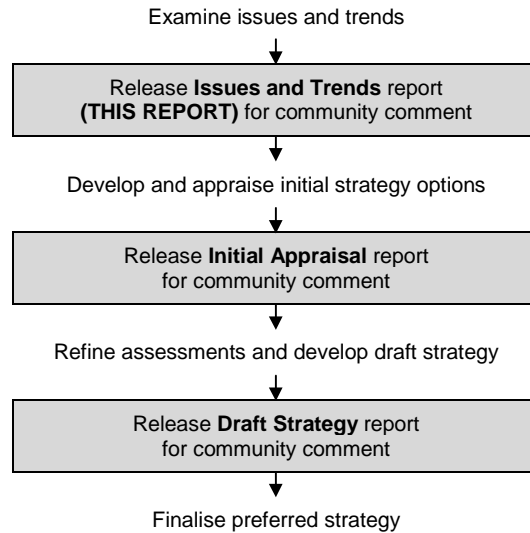 Examine issues and trends
Release Issues and Trends report
(THIS REPORT) for community comment
Develop and appraise initial strategy options
Release Initial Appraisal report
for community comment
Refine assessments and develop draft strategy
Release Draft Strategy report
for community comment
Finalise preferred strategy